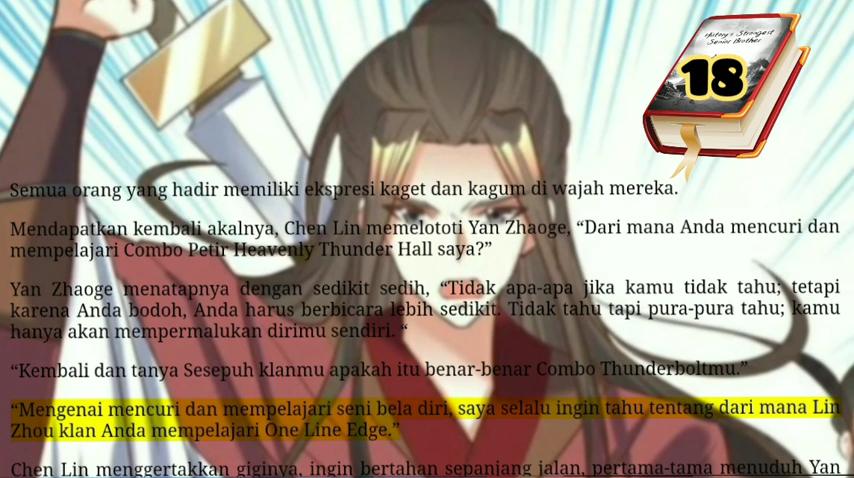 History's Strongest
Senior Brother
18
Semua orang yang hadir memiliki ekspresi kaget dan kagum di wajah mereka.
Mendapatkan kembali akalnya, Chen Lin memelototi Yan Zhaoge, “Dari mana Anda mencuri dan
mempelajari Combo Petir Heavenly Thunder Hall saya?”
Yan Zhaoge menatapnya dengan sedikit sedih, “Tidak apa-apa jika kamu tidak tahu; tetapi
karena Anda bodoh, Anda harus berbicara lebih sedikit. Tidak tahu tapi pura-pura tahu; kamu
hanya akan mempermalukan dirimu sendiri. “
“Kembali dan tanya Sesepuh klanmu apakah itu benar-benar Combo Thunderboltmu.”
“Mengenai mencuri dan mempelajari seni bela diri, saya selalu ingin tahu tentang dari mana Lin
Zhou klan Anda mempelajari One Line Edge.”
Chen Lin menggertakkan giginya, ingin bertahan sepanjang jalan, pertama-tama menuduh Yan